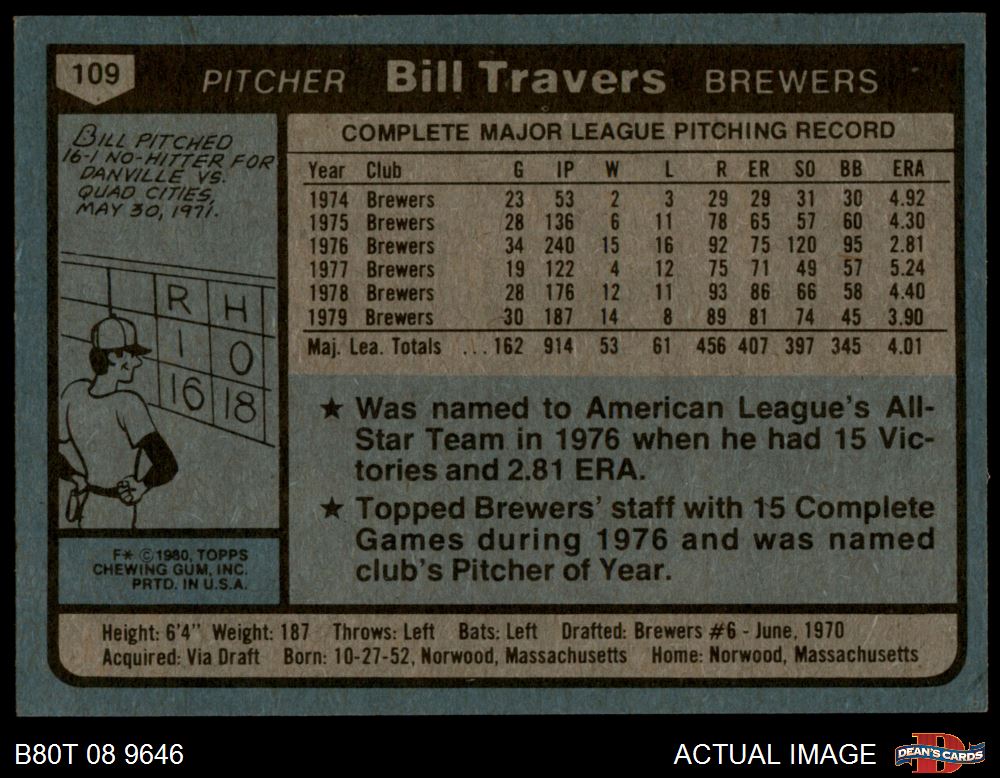 109 PITCHER Bill Travers BREWERS
BILL PITCHED
16-1 NO-HITTER FOR
DANVILLE VS.
QUAD CITIES,
MAY 30, 1971.
R H
1 0
16 18
F* © 1980, TOPPS
CHEWING GUM, INC.
PRTD. IN U.S.A.
COMPLETE MAJOR LEAGUE PITCHING RECORD
Year Club G IP W L R ER SO BB ERA
1974 Brewers 23 53 2 3 29 29 31 30 4.92
1975 Brewers 28 136 6 11 78 65 57 60 4.30
1976 Brewers 34 240 15 16 92 75 120 95 2.81
1977 Brewers 19 122 4 12 75 71 49 57 5.24
1978 Brewers 28 176 12 11 93 86 66 58 4.40
1979 Brewers 30 187 14 8 89 81 74 45 3.90
Maj. Lea. Totals ... 162 914 53 61 456 407 397 345 4.01
★ Was named to American League's All-
Star Team in 1976 when he had 15 Vic-
tories and 2.81 ERA.
★ Topped Brewers' staff with 15 Complete
Games during 1976 and was named
club's Pitcher of Year.
Height: 6'4" Weight: 187 Throws: Left Bats: Left Drafted: Brewers #6 - June, 1970
Acquired: Via Draft Born: 10-27-52, Norwood, Massachusetts Home: Norwood, Massachusetts
B80T 08 9646 ACTUAL IMAGE DEAN'S CARDS